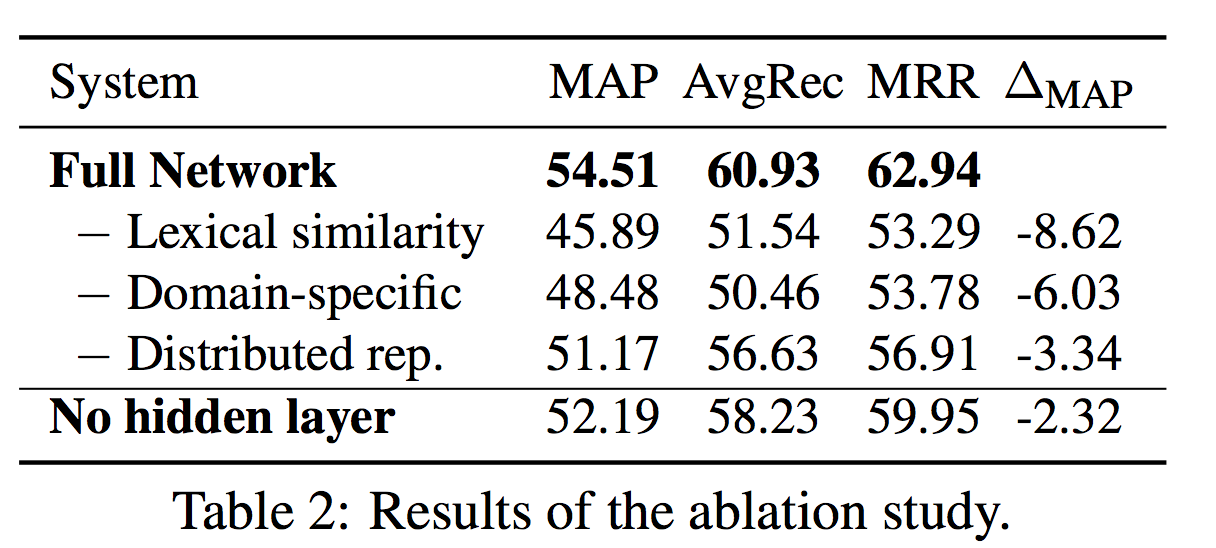 System MAP AvgRec MRR ΔMAP
Full Network 54.51 60.93 62.94
− Lexical similarity 45.89 51.54 53.29 -8.62
− Domain-specific 48.48 50.46 53.78 -6.03
− Distributed rep. 51.17 56.63 56.91 -3.34
No hidden layer 52.19 58.23 59.95 -2.32
Table 2: Results of the ablation study.